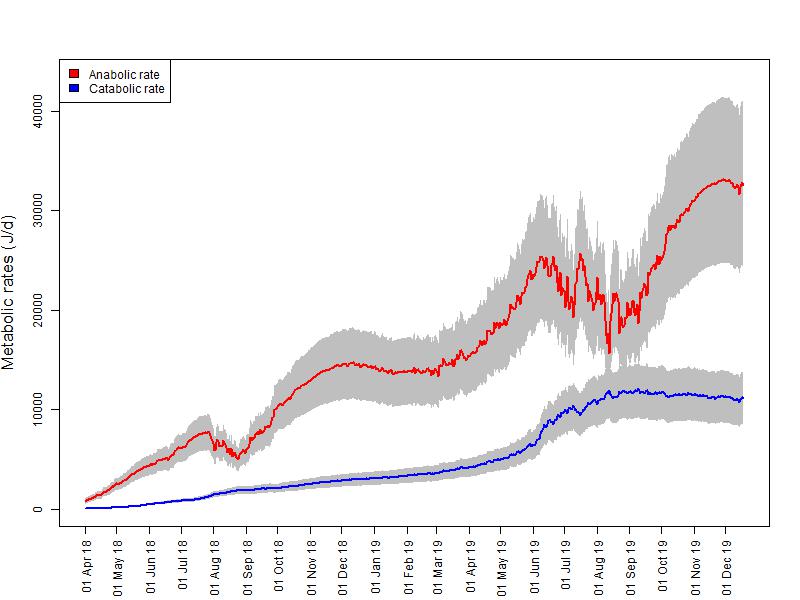 Anabolic rate
Catabolic rate
Metabolic rates (J/d)
40000
30000
20000
10000
0
01 Apr 18
01 May 18
01 Jun 18
01 Jul 18
01 Aug 18
01 Sep 18
01 Oct 18
01 Nov 18
01 Dec 18
01 Jan 19
01 Feb 19
01 Mar 19
01 Apr 19
01 May 19
01 Jun 19
01 Jul 19
01 Aug 19
01 Sep 19
01 Oct 19
01 Nov 19
01 Dec 19